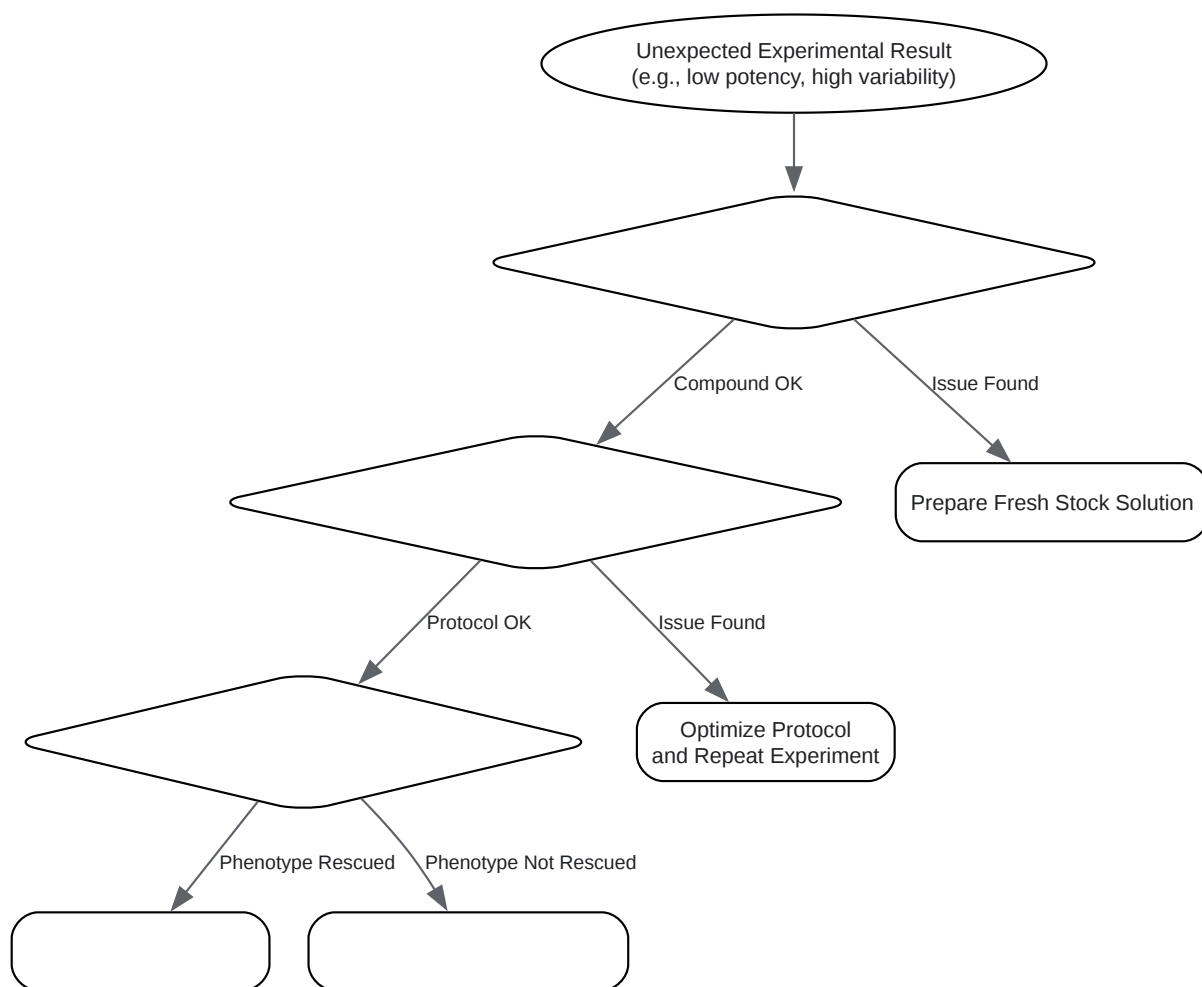 Unexpected Experimental Result
(e.g., low potency, high variability)
Compound OK
Issue Found
Prepare Fresh Stock Solution
Protocol OK
Issue Found
Optimize Protocol
and Repeat Experiment
Phenotype Rescued
Phenotype Not Rescued